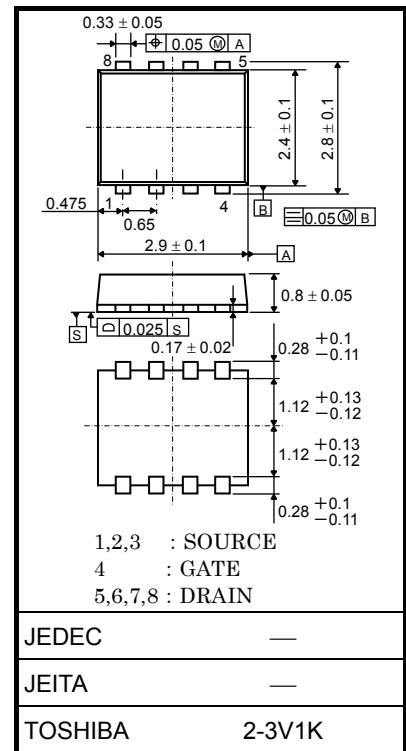 0.33 ± 0.05
⌖ 0.05 Ⓜ A
8 5
2.4 ± 0.1
2.8 ± 0.1
0.475 1 4
0.65
B
⌯ 0.05 Ⓜ B
2.9 ± 0.1
A
0.8 ± 0.05
S
⌓ 0.025 S
0.17 ± 0.02
0.28 +0.1 −0.11
1.12 +0.13 −0.12
1.12 +0.13 −0.12
0.28 +0.1 −0.11
1,2,3 : SOURCE
4 : GATE
5,6,7,8 : DRAIN
JEDEC —
JEITA —
TOSHIBA 2-3V1K